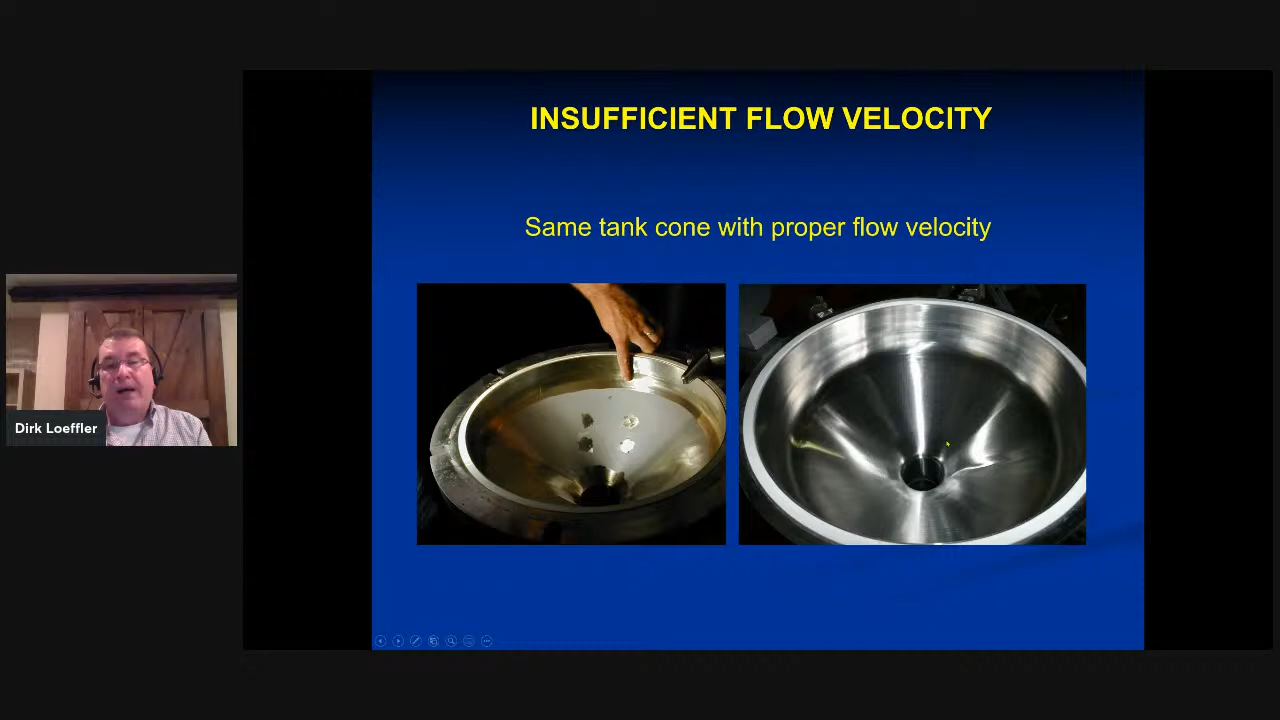 INSUFFICIENT FLOW VELOCITY
Same tank cone with proper flow velocity
Dirk Loeffler